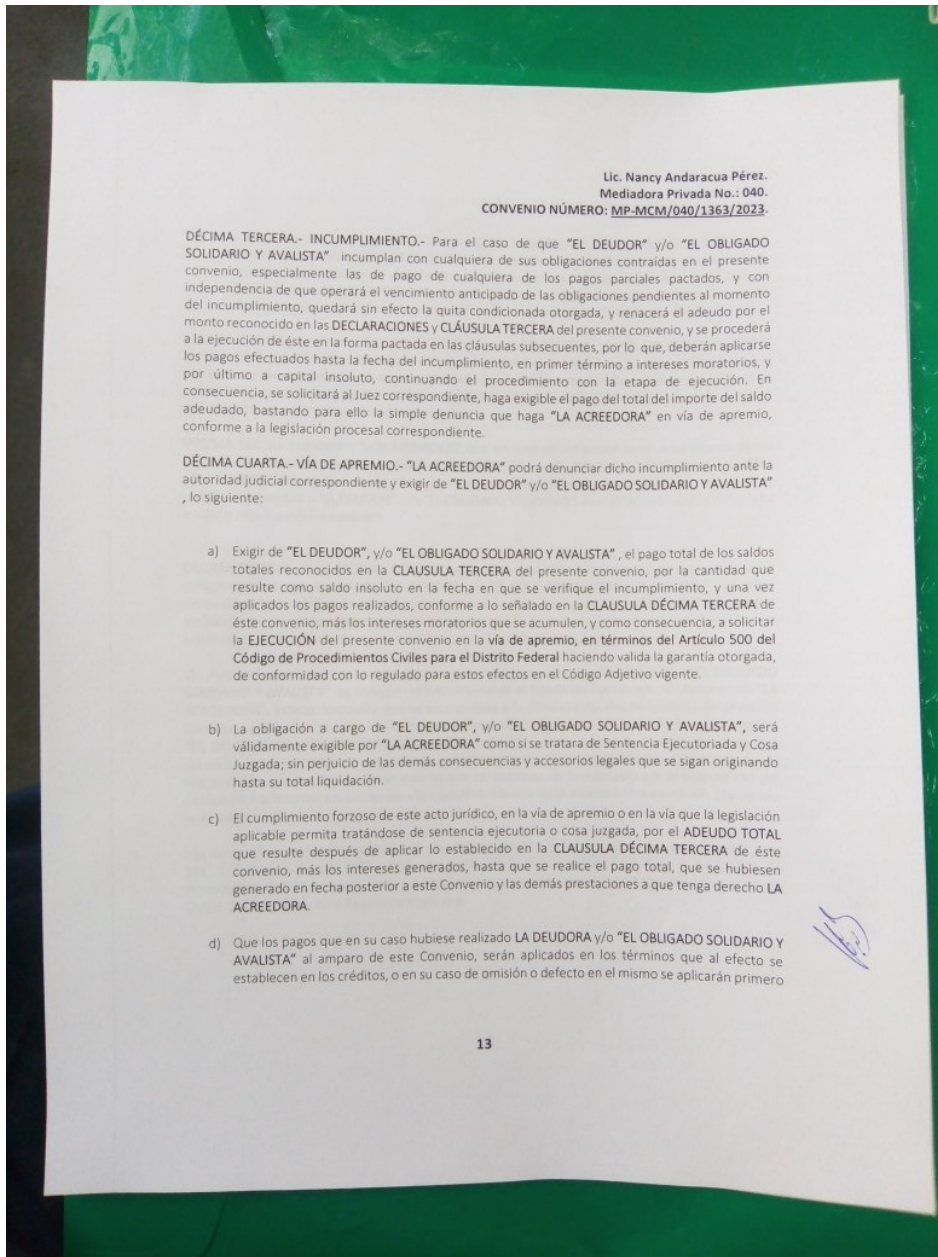 Lic. Nancy Andaracua Pérez.
Mediadora Privada No.: 040.
CONVENIO NÚMERO: MP-MCM/040/1363/2023.
DÉCIMA TERCERA.- INCUMPLIMIENTO.- Para el caso de que "EL DEUDOR" y/o "EL OBLIGADO
SOLIDARIO Y AVALISTA" incumplan con cualquiera de sus obligaciones contraídas en el presente
convenio, especialmente las de pago de cualquiera de los pagos parciales pactados, y con
independencia de que operará el vencimiento anticipado de las obligaciones pendientes al momento
del incumplimiento, quedará sin efecto la quita condicionada otorgada, y renacerá el adeudo por el
monto reconocido en las DECLARACIONES y CLÁUSULA TERCERA del presente convenio, y se procederá
a la ejecución de éste en la forma pactada en las cláusulas subsecuentes, por lo que, deberán aplicarse
los pagos efectuados hasta la fecha del incumplimiento, en primer término a intereses moratorios, y
por último a capital insoluto, continuando el procedimiento con la etapa de ejecución. En
consecuencia, se solicitará al Juez correspondiente, haga exigible el pago del total del importe del saldo
adeudado, bastando para ello la simple denuncia que haga "LA ACREEDORA" en vía de apremio,
conforme a la legislación procesal correspondiente.
DÉCIMA CUARTA.- VÍA DE APREMIO.- "LA ACREEDORA" podrá denunciar dicho incumplimiento ante la
autoridad judicial correspondiente y exigir de "EL DEUDOR" y/o "EL OBLIGADO SOLIDARIO Y AVALISTA"
, lo siguiente:
a) Exigir de "EL DEUDOR", y/o "EL OBLIGADO SOLIDARIO Y AVALISTA" , el pago total de los saldos
totales reconocidos en la CLAUSULA TERCERA del presente convenio, por la cantidad que
resulte como saldo insoluto en la fecha en que se verifique el incumplimiento, y una vez
aplicados los pagos realizados, conforme a lo señalado en la CLAUSULA DÉCIMA TERCERA de
éste convenio, más los intereses moratorios que se acumulen, y como consecuencia, a solicitar
la EJECUCIÓN del presente convenio en la vía de apremio, en términos del Artículo 500 del
Código de Procedimientos Civiles para el Distrito Federal haciendo valida la garantía otorgada,
de conformidad con lo regulado para estos efectos en el Código Adjetivo vigente.
b) La obligación a cargo de "EL DEUDOR", y/o "EL OBLIGADO SOLIDARIO Y AVALISTA", será
válidamente exigible por "LA ACREEDORA" como si se tratara de Sentencia Ejecutoriada y Cosa
Juzgada; sin perjuicio de las demás consecuencias y accesorios legales que se sigan originando
hasta su total liquidación.
c) El cumplimiento forzoso de este acto jurídico, en la vía de apremio o en la vía que la legislación
aplicable permita tratándose de sentencia ejecutoria o cosa juzgada, por el ADEUDO TOTAL
que resulte después de aplicar lo establecido en la CLAUSULA DÉCIMA TERCERA de éste
convenio, más los intereses generados, hasta que se realice el pago total, que se hubiesen
generado en fecha posterior a este Convenio y las demás prestaciones a que tenga derecho LA
ACREEDORA.
d) Que los pagos que en su caso hubiese realizado LA DEUDORA y/o "EL OBLIGADO SOLIDARIO Y
AVALISTA" al amparo de este Convenio, serán aplicados en los términos que al efecto se
establecen en los créditos, o en su caso de omisión o defecto en el mismo se aplicarán primero
13